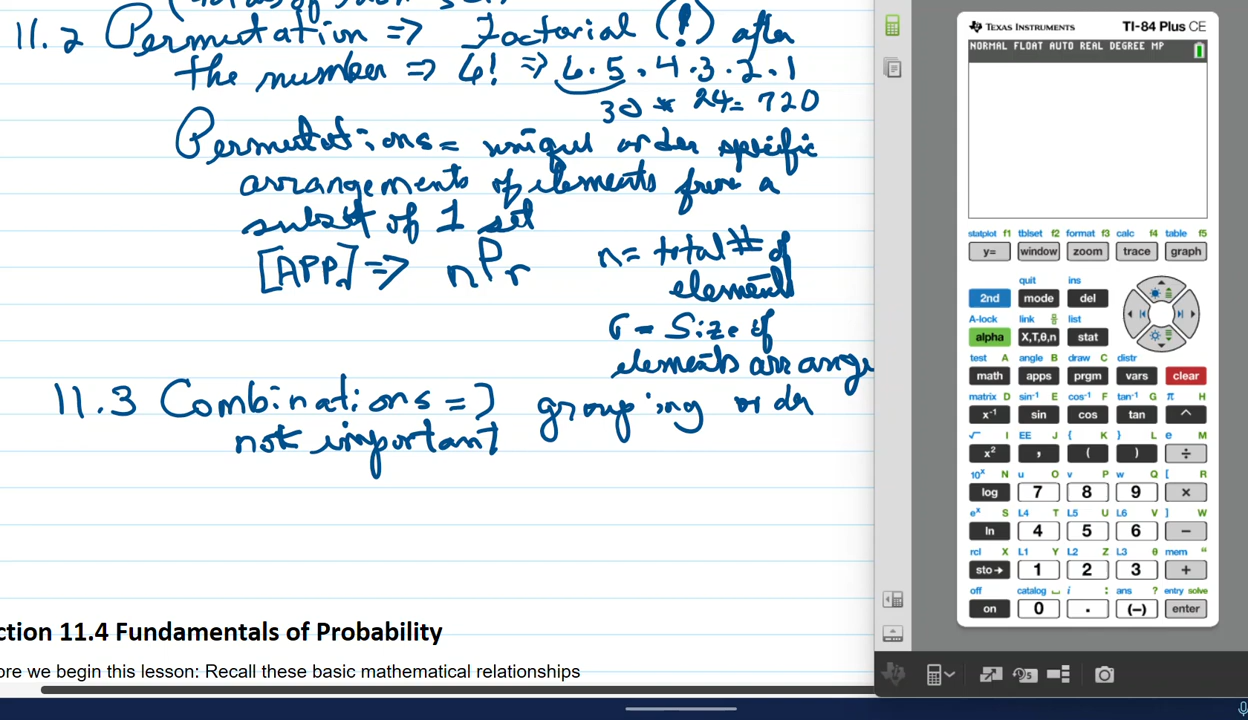 11.2 Permutation => Factorial (!) after
the number => 6! => 6·5·4·3·2·1
30 * 24 = 720
Permutations = unique order specific
arrangements of elements from a
subset of 1 set
[APP] => nPr
n = total # of
elements
r = Size of
elements arrange
11.3 Combinations => grouping order
not important
ction 11.4 Fundamentals of Probability
ore we begin this lesson: Recall these basic mathematical relationships
TEXAS INSTRUMENTS TI-84 Plus CE
NORMAL FLOAT AUTO REAL DEGREE MP
statplot f1 tblset f2 format f3 calc f4 table f5
y= window zoom trace graph
quit ins
2nd mode del
A-lock link list
alpha X,T,θ,n stat
test A angle B draw C distr
math apps prgm vars clear
matrix D sin⁻¹ E cos⁻¹ F tan⁻¹ G π H
x⁻¹ sin cos tan ^
√ I EE J { K } L e M
x² , ( ) ÷
10ˣ N u O v P w Q [ R
log 7 8 9 ×
eˣ S L4 T L5 U L6 V ] W
ln 4 5 6 −
rcl X L1 Y L2 Z L3 θ mem "
sto→ 1 2 3 +
off catalog i : ans ? entry solve
on 0 . (−) enter